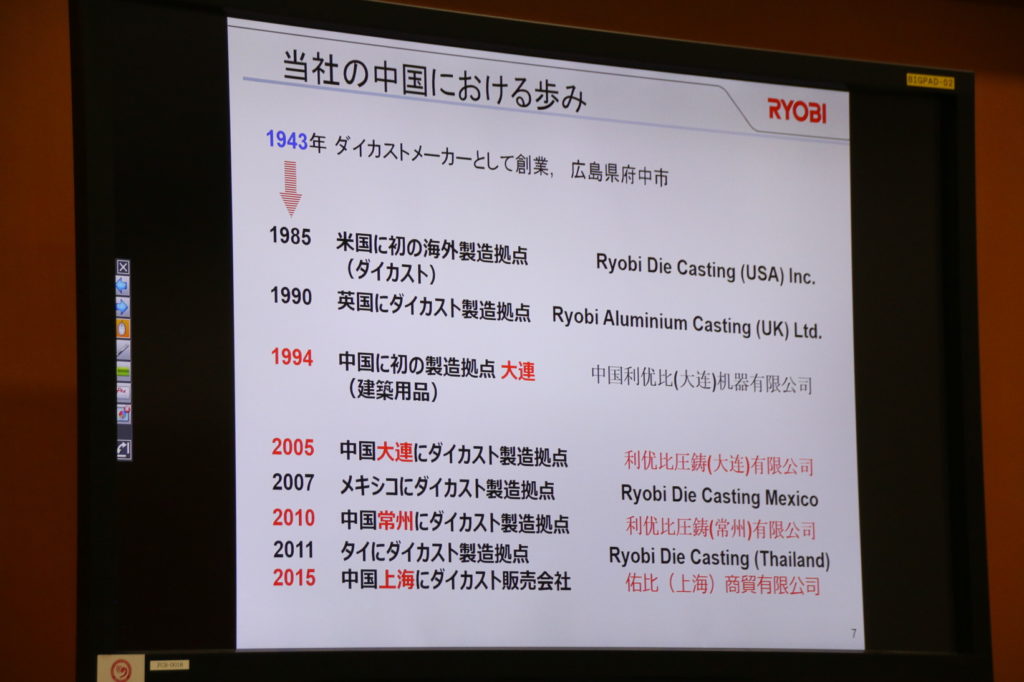 当社の中国における歩み
RYOBI
BIGPAD-02
1943年 ダイカストメーカーとして創業, 広島県府中市
1985 米国に初の海外製造拠点 Ryobi Die Casting (USA) Inc.
(ダイカスト)
1990 英国にダイカスト製造拠点 Ryobi Aluminium Casting (UK) Ltd.
1994 中国に初の製造拠点 大連 中国利优比(大连)机器有限公司
(建築用品)
2005 中国大連にダイカスト製造拠点 利优比圧鋳(大连)有限公司
2007 メキシコにダイカスト製造拠点 Ryobi Die Casting Mexico
2010 中国常州にダイカスト製造拠点 利优比圧鋳(常州)有限公司
2011 タイにダイカスト製造拠点 Ryobi Die Casting (Thailand)
2015 中国上海にダイカスト販売会社 佑比（上海）商貿有限公司
7